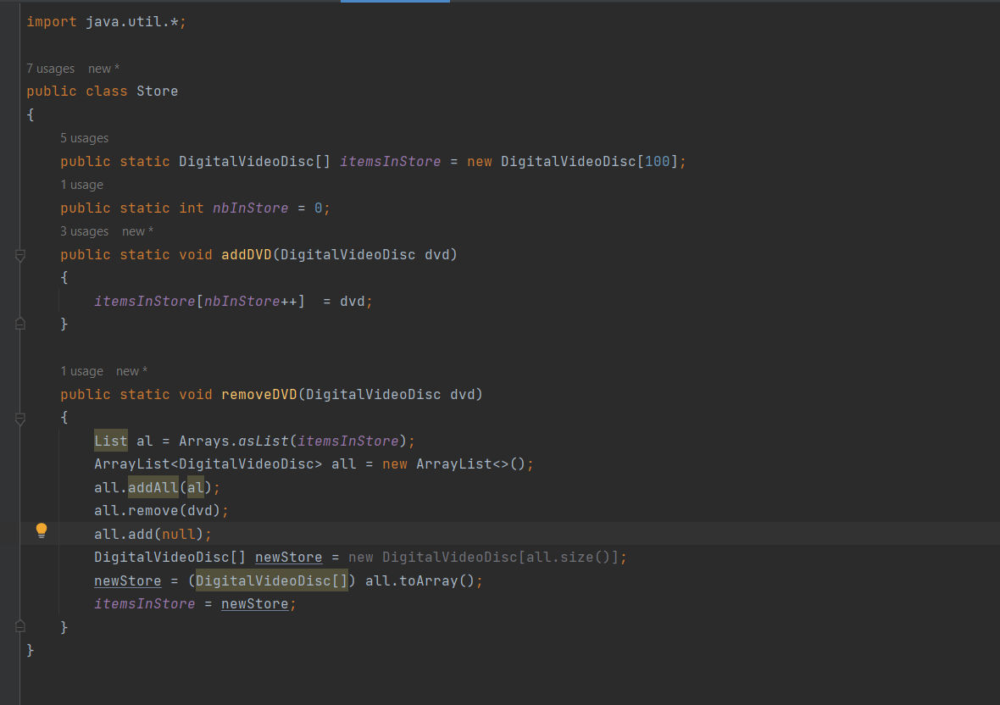 import java.util.*;
7 usages new *
public class Store
{
5 usages
public static DigitalVideoDisc[] itemsInStore = new DigitalVideoDisc[100];
1 usage
public static int nbInStore = 0;
3 usages new *
public static void addDVD(DigitalVideoDisc dvd)
{
itemsInStore[nbInStore++]  = dvd;
}
1 usage new *
public static void removeDVD(DigitalVideoDisc dvd)
{
List al = Arrays.asList(itemsInStore);
ArrayList<DigitalVideoDisc> all = new ArrayList<>();
all.addAll(al);
all.remove(dvd);
all.add(null);
DigitalVideoDisc[] newStore = new DigitalVideoDisc[all.size()];
newStore = (DigitalVideoDisc[]) all.toArray();
itemsInStore = newStore;
}
}